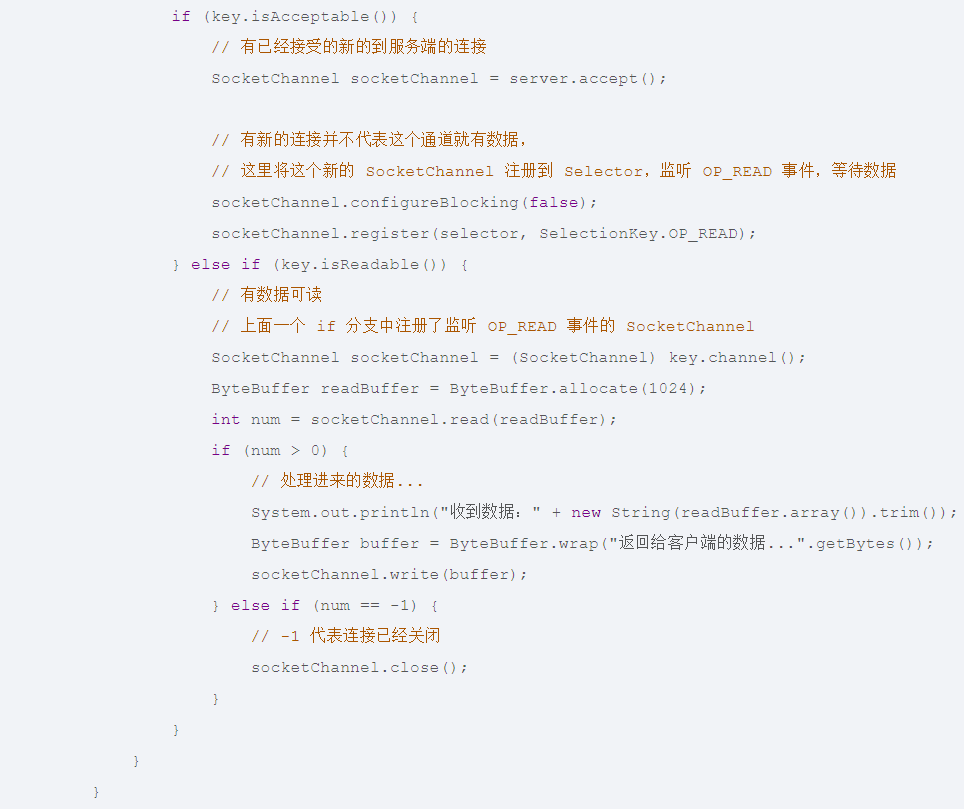 if (key.isAcceptable()) {
// 有已经接受的新的到服务端的连接
SocketChannel socketChannel = server.accept();
// 有新的连接并不代表这个通道就有数据，
// 这里将这个新的 SocketChannel 注册到 Selector，监听 OP_READ 事件，等待数据
socketChannel.configureBlocking(false);
socketChannel.register(selector, SelectionKey.OP_READ);
} else if (key.isReadable()) {
// 有数据可读
// 上面一个 if 分支中注册了监听 OP_READ 事件的 SocketChannel
SocketChannel socketChannel = (SocketChannel) key.channel();
ByteBuffer readBuffer = ByteBuffer.allocate(1024);
int num = socketChannel.read(readBuffer);
if (num > 0) {
// 处理进来的数据...
System.out.println("收到数据：" + new String(readBuffer.array()).trim());
ByteBuffer buffer = ByteBuffer.wrap("返回给客户端的数据...".getBytes());
socketChannel.write(buffer);
} else if (num == -1) {
// -1 代表连接已经关闭
socketChannel.close();
}
}
}
}